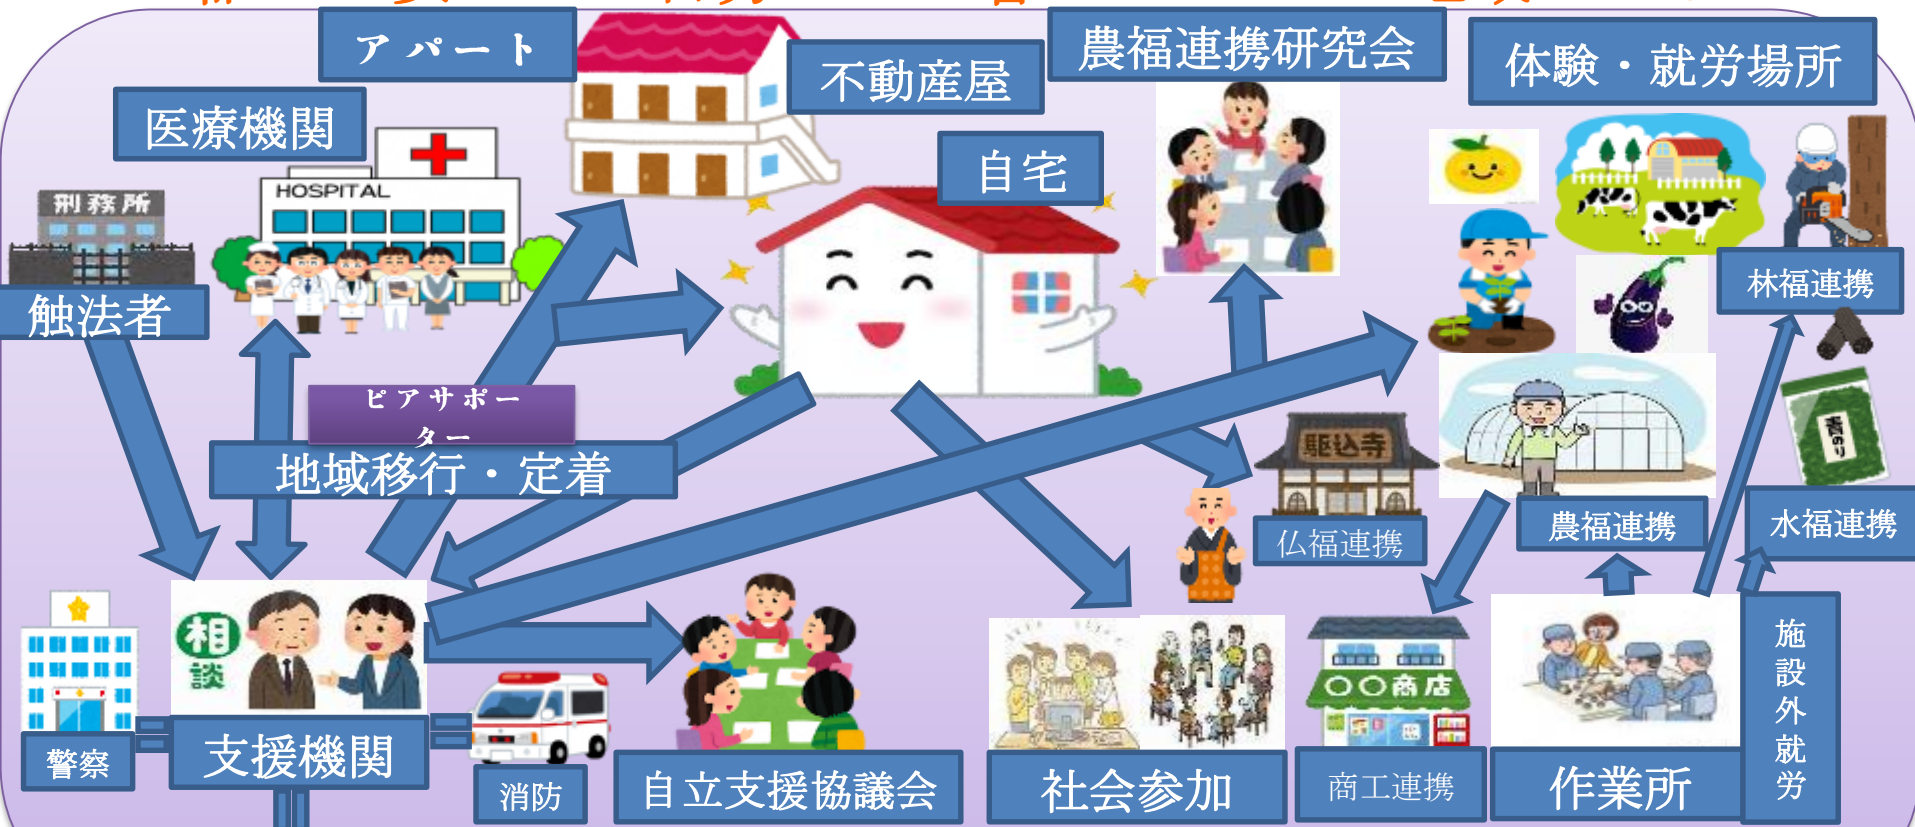 アパート
不動産屋
農福連携研究会
体験・就労場所
医療機関
自宅
HOSPITAL
刑務所
触法者
林福連携
ピアサポー
ター
地域移行・定着
青のり
駆込寺
仏福連携
農福連携
水福連携
相
談
〇〇商店
施設外就労
警察
支援機関
消防
自立支援協議会
社会参加
商工連携
作業所